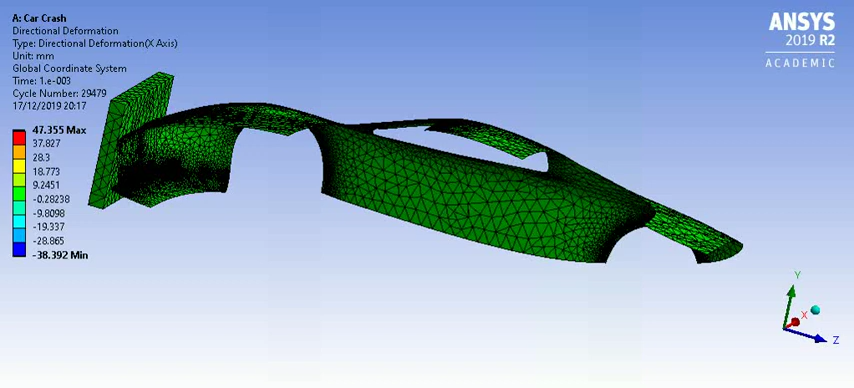 A: Car Crash
Directional Deformation
Type: Directional Deformation(X Axis)
Unit: mm
Global Coordinate System
Time: 1.e-003
Cycle Number: 29479
17/12/2019 20:17
47.355 Max
37.827
28.3
18.773
9.2451
-0.28238
-9.8098
-19.337
-28.865
-38.392 Min
ANSYS
2019 R2
ACADEMIC
Y
X
Z